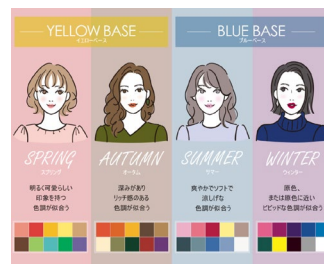 YELLOW BASE
イエローベース
BLUE BASE
ブルーベース
SPRING
スプリング
明るく可愛らしい
印象を持つ
色調が似合う
AUTUMN
オータム
深みがあり
リッチ感のある
色調が似合う
SUMMER
サマー
爽やかでソフトで
涼しげな
色調が似合う
WINTER
ウィンター
原色、
または原色に近い
ビビッドな色調が似合う